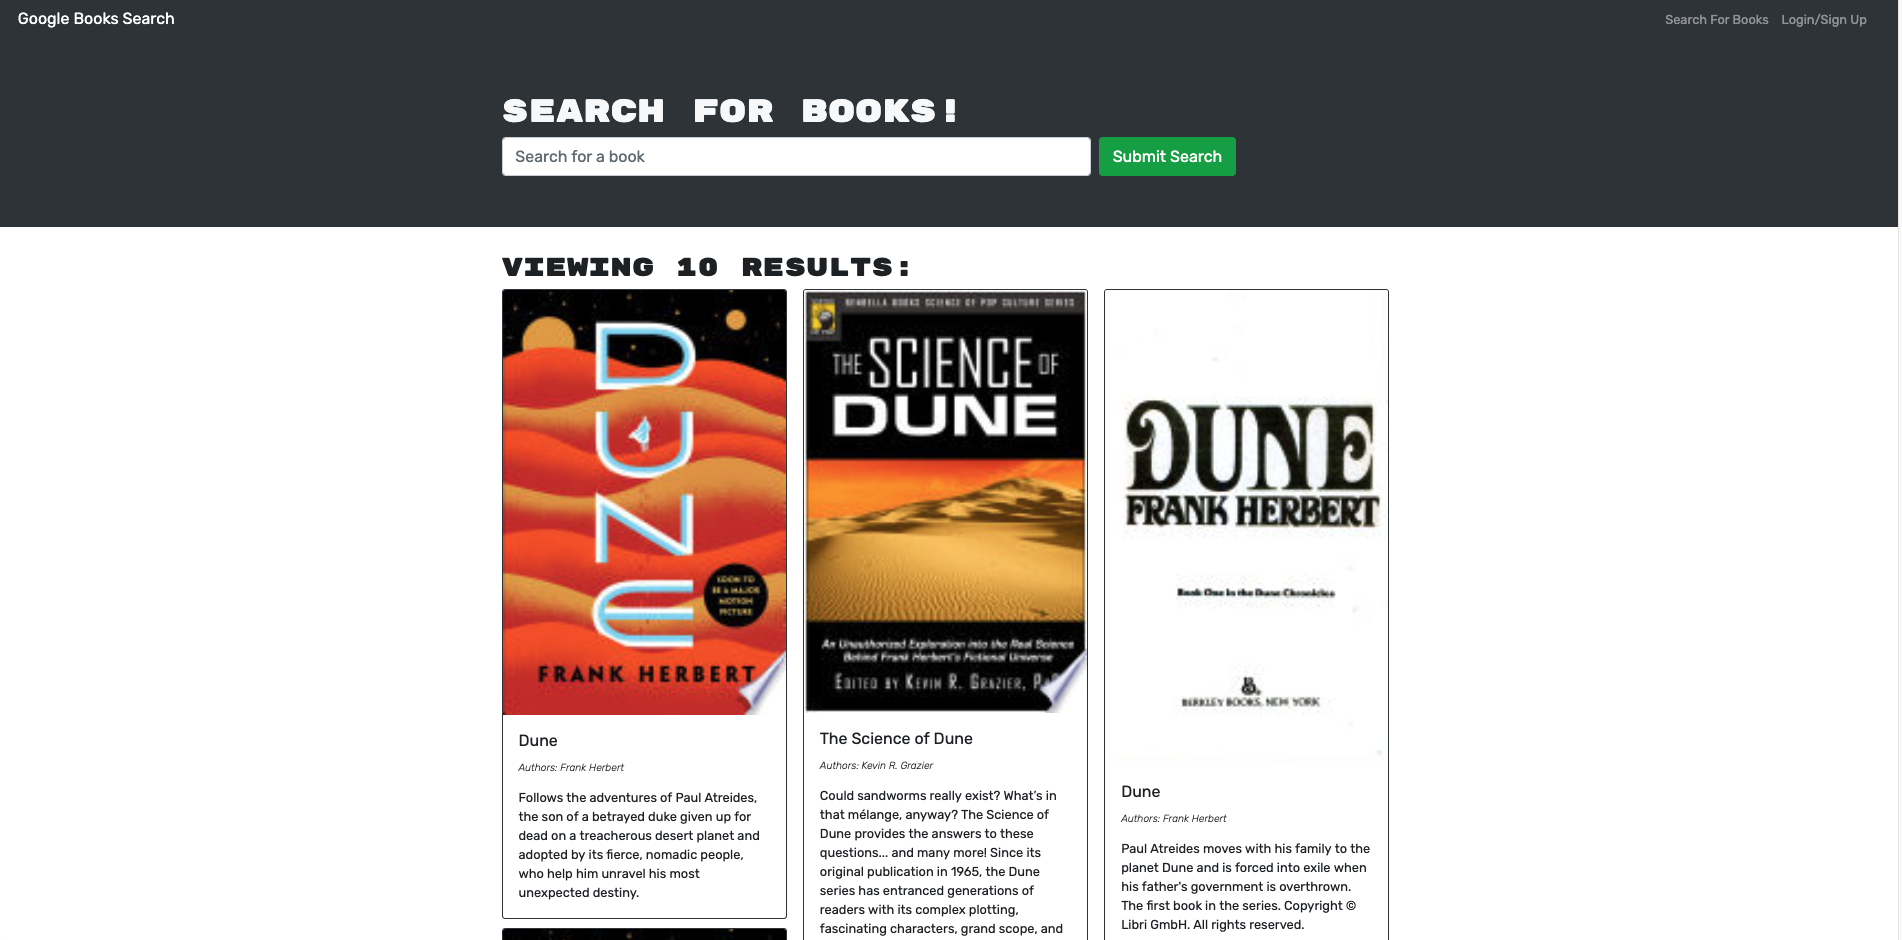 Google Books Search
Search For Books
Login/Sign Up
SEARCH FOR BOOKS!
Search for a book
Submit Search
VIEWING 10 RESULTS:
DUNE
SOON TO
BE A MAJOR
MOTION
PICTURE
FRANK HERBERT
Dune
Authors: Frank Herbert
Follows the adventures of Paul Atreides,
the son of a betrayed duke given up for
dead on a treacherous desert planet and
adopted by its fierce, nomadic people,
who help him unravel his most
unexpected destiny.
BENBELLA BOOKS SCIENCE OF POP CULTURE SERIES
THE SCIENCE OF
DUNE
An Unauthorized Exploration into the Real Science
Behind Frank Herbert's Fictional Universe
EDITED BY KEVIN R. GRAZIER, PH
The Science of Dune
Authors: Kevin R. Grazier
Could sandworms really exist? What's in
that mélange, anyway? The Science of
Dune provides the answers to these
questions... and many more! Since its
original publication in 1965, the Dune
series has entranced generations of
readers with its complex plotting,
fascinating characters, grand scope, and
DUNE
FRANK HERBERT
Book One in the Dune Chronicles
B
BERKLEY BOOKS, NEW YORK
Dune
Authors: Frank Herbert
Paul Atreides moves with his family to the
planet Dune and is forced into exile when
his father's government is overthrown.
The first book in the series. Copyright ©
Libri GmbH. All rights reserved.